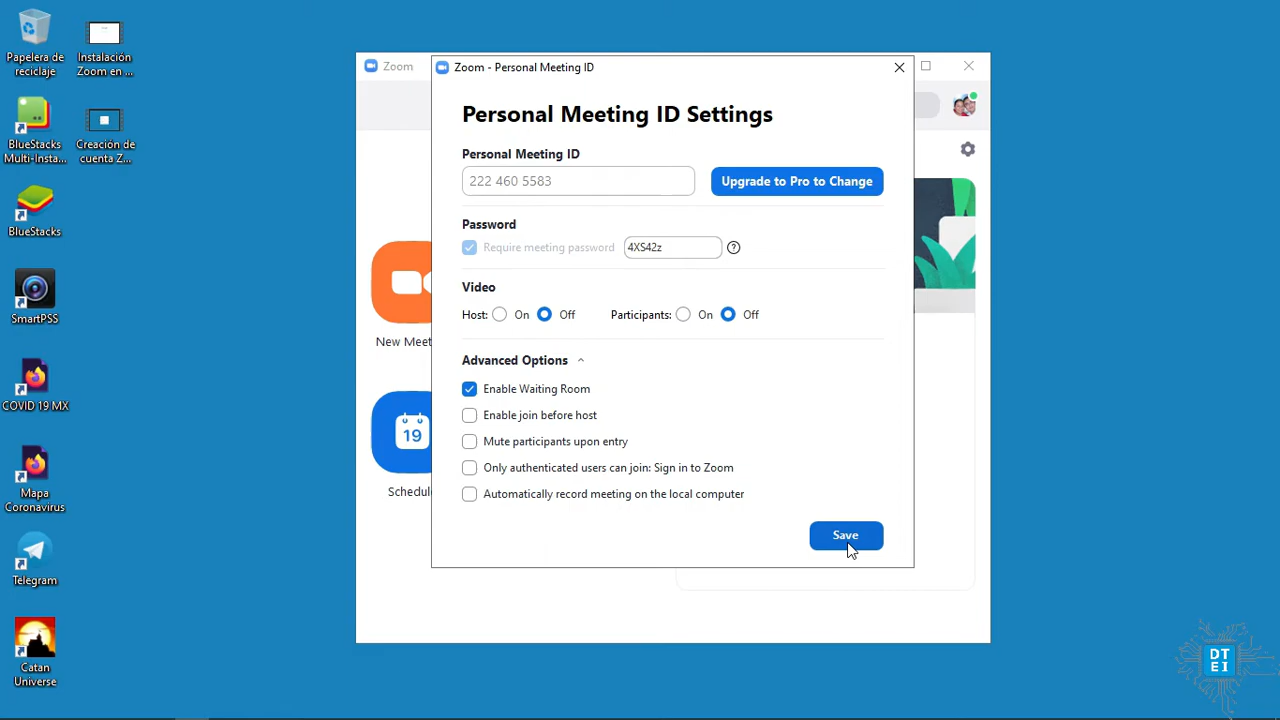 Papelera de
reciclaje
Instalación
Zoom en ...
BlueStacks
Multi-Insta...
Creación de
cuenta Z...
BlueStacks
SmartPSS
COVID 19 MX
Mapa
Coronavirus
Telegram
Catan
Universe
Zoom
Zoom - Personal Meeting ID
Personal Meeting ID Settings
Personal Meeting ID
222 460 5583
Upgrade to Pro to Change
Password
Require meeting password
4XS42z
?
Video
Host: On Off Participants: On Off
Advanced Options
Enable Waiting Room
Enable join before host
Mute participants upon entry
Only authenticated users can join: Sign in to Zoom
Automatically record meeting on the local computer
Save
New Meet
19
Schedul
DT
EI